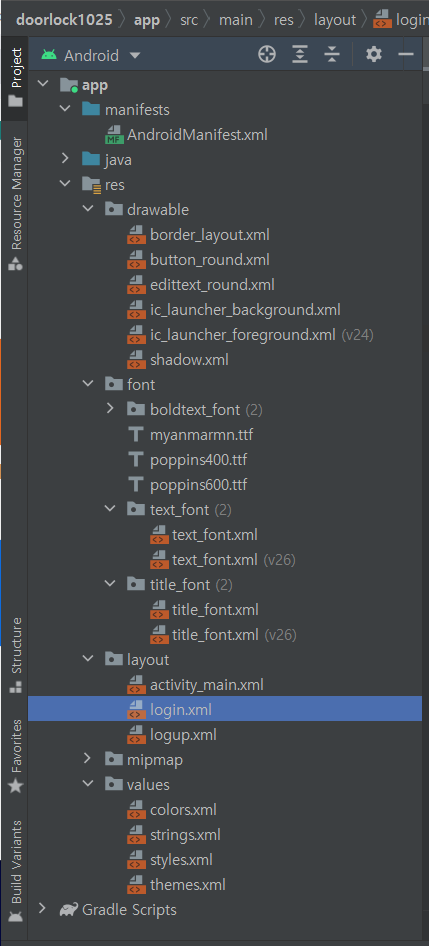 doorlock1025 app src main res layout login
Android
Project
Resource Manager
Structure
Favorites
Build Variants
app
manifests
MF AndroidManifest.xml
java
res
drawable
border_layout.xml
button_round.xml
edittext_round.xml
ic_launcher_background.xml
ic_launcher_foreground.xml (v24)
shadow.xml
font
boldtext_font (2)
myanmarmn.ttf
poppins400.ttf
poppins600.ttf
text_font (2)
text_font.xml
text_font.xml (v26)
title_font (2)
title_font.xml
title_font.xml (v26)
layout
activity_main.xml
login.xml
logup.xml
mipmap
values
colors.xml
strings.xml
styles.xml
themes.xml
Gradle Scripts